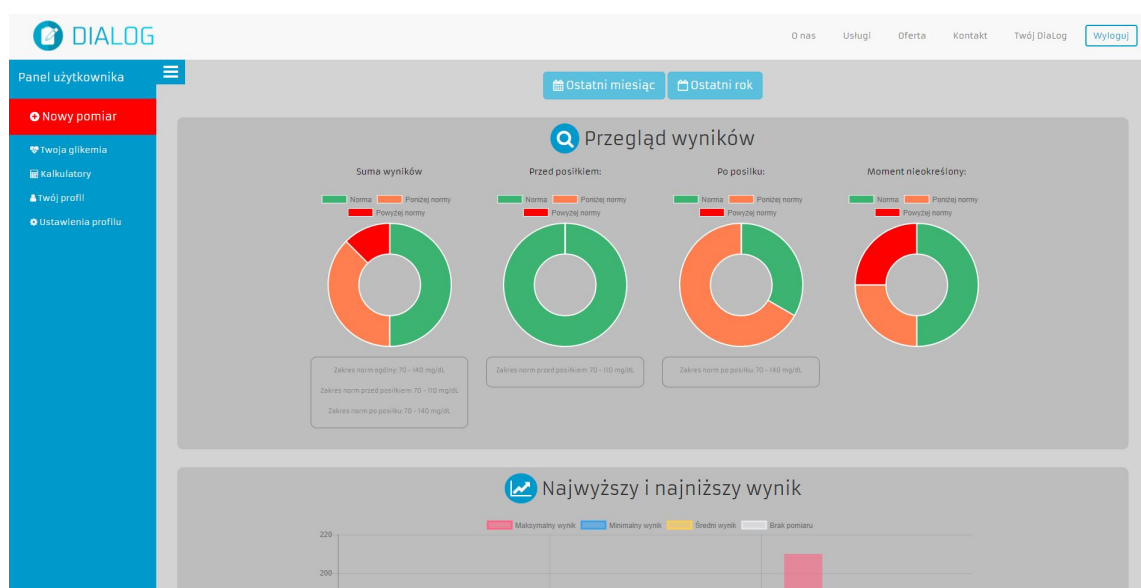 DIALOG
O nas Usługi Oferta Kontakt Twój DiaLog Wyloguj
Panel użytkownika
Nowy pomiar
Twoja glikemia
Kalkulatory
Twój profil
Ustawienia profilu
Ostatni miesiąc Ostatni rok
Przegląd wyników
Suma wyników Przed posiłkiem: Po posiłku: Moment nieokreślony:
Norma Poniżej normy Norma Poniżej normy Norma Poniżej normy Norma Poniżej normy
Powyżej normy Powyżej normy Powyżej normy Powyżej normy
Zakres norm ogólny: 70 - 140 mg/dL Zakres norm przed posiłkiem: 70 - 110 mg/dL Zakres norm po posiłku: 70 - 140 mg/dL
Zakres norm przed posiłkiem: 70 - 110 mg/dL
Zakres norm po posiłku: 70 - 140 mg/dL
Najwyższy i najniższy wynik
Maksymalny wynik Minimalny wynik Średni wynik Brak pomiaru
220
200